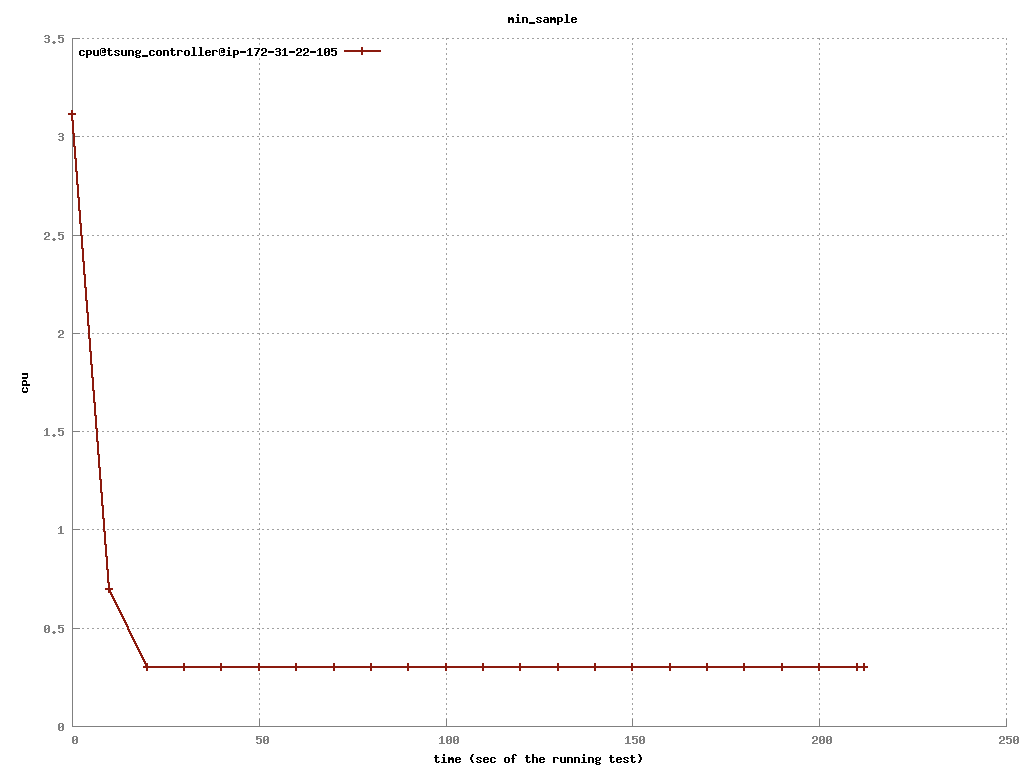 min_sample
3.5
cpu@tsung_controller@ip-172-31-22-105
3
2.5
2
cpu
1.5
1
0.5
0
0 50 100 150 200 250
time (sec of the running test)